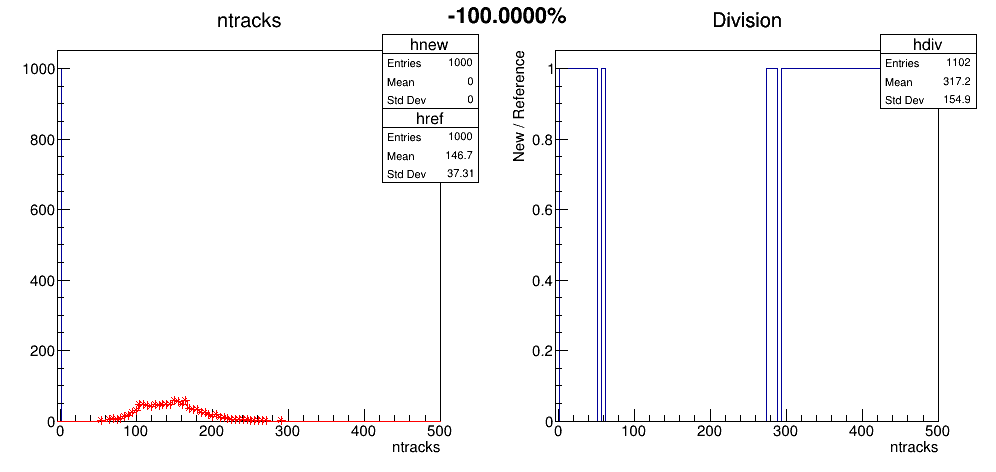 -100.0000%
ntracks
hnew
Entries 1000
Mean 0
Std Dev 0
href
Entries 1000
Mean 146.7
Std Dev 37.31
1000
800
600
400
200
0
0 100 200 300 400 500
ntracks
Division
hdiv
Entries 1102
Mean 317.2
Std Dev 154.9
New / Reference
1
0.8
0.6
0.4
0.2
0
0 100 200 300 400 500
ntracks